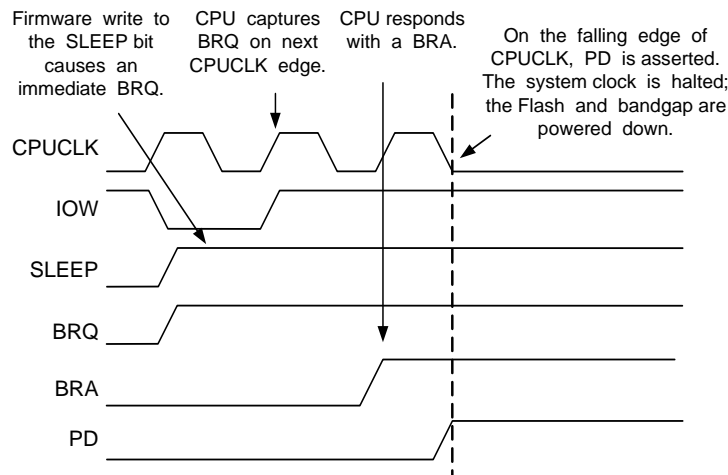 Firmware write to
the SLEEP bit
causes an
immediate BRQ.
CPU captures
BRQ on next
CPUCLK edge.
CPU responds
with a BRA.
On the falling edge of
CPUCLK, PD is asserted.
The system clock is halted;
the Flash and bandgap are
powered down.
CPUCLK
IOW
SLEEP
BRQ
BRA
PD